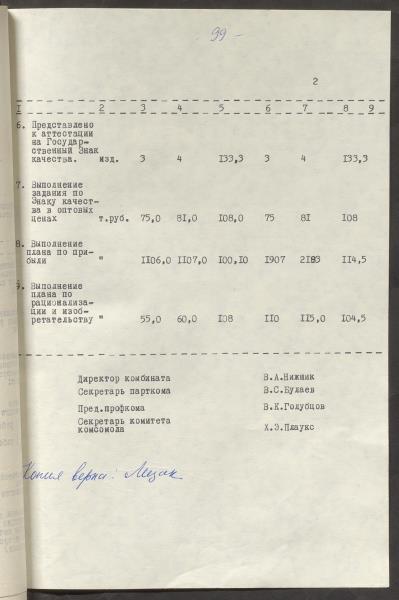 99 -
2
1 2 3 4 5 6 7 8 9
6. Представлено
к аттестации
на Государ-
ственный Знак
качества. изд. 3 4 133,3 3 4 133,3
7. Выполнение
задания по
Знаку качест-
ва в оптовых
ценах т.руб. 75,0 81,0 108,0 75 81 108
8. Выполнение
плана по при-
были " 1106,0 1107,0 100,10 1907 2183 114,5
9. Выполнение
плана по
рационализа-
ции и изоб-
ретательству " 55,0 60,0 108 110 115,0 104,5
Директор комбината В.А.Нижник
Секретарь парткома В.С.Булаев
Пред.профкома В.К.Голубцов
Секретарь комитета
комсомола Х.Э.Плаукс
Копия верна: